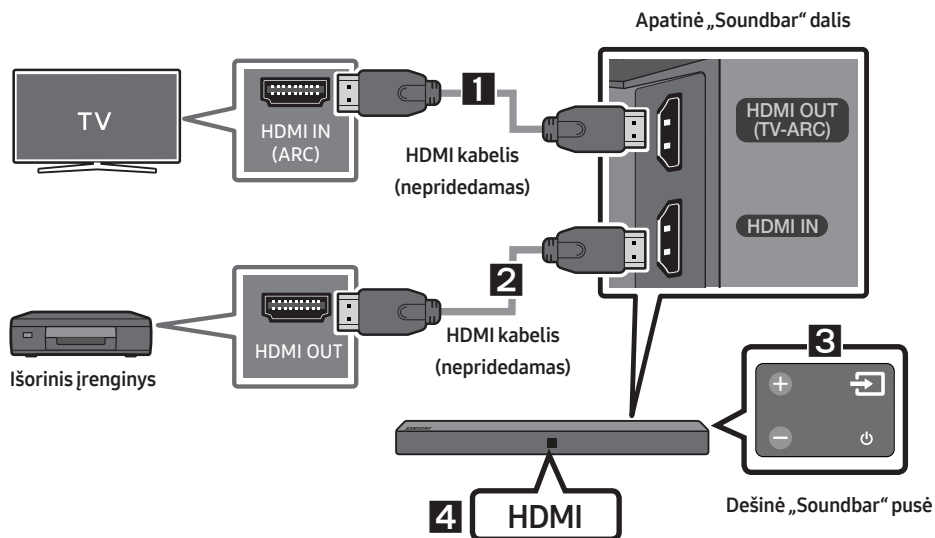 Apatinė „Soundbar“ dalis
TV
HDMI IN
(ARC)
1
HDMI kabelis
(nepridedamas)
HDMI OUT
(TV-ARC)
HDMI IN
HDMI OUT
2
HDMI kabelis
(nepridedamas)
Išorinis įrenginys
3
SAMSUNG
4
HDMI
Dešinė „Soundbar“ pusė